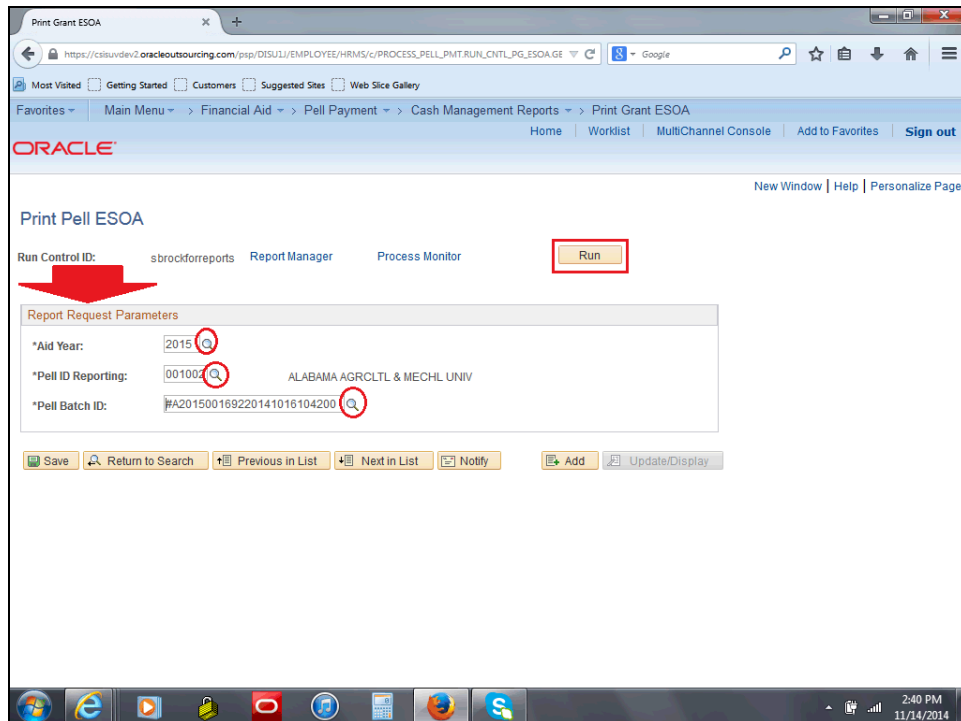 Print Grant ESOA
https://csisuvdev2.oracleoutsourcing.com/psp/DISU1J/EMPLOYEE/HRMS/c/PROCESS_PELL_PMT.RUN_CNTL_PG_ESOA.GE
Google
Most Visited Getting Started Customers Suggested Sites Web Slice Gallery
Favorites Main Menu > Financial Aid > Pell Payment > Cash Management Reports > Print Grant ESOA
Home Worklist MultiChannel Console Add to Favorites Sign out
ORACLE
New Window | Help | Personalize Page
Print Pell ESOA
Run Control ID: sbrockforreports Report Manager Process Monitor Run
Report Request Parameters
*Aid Year: 2015
*Pell ID Reporting: 001002 ALABAMA AGRCLTL & MECHL UNIV
*Pell Batch ID: #A201500169220141016104200
Save Return to Search Previous in List Next in List Notify Add Update/Display
2:40 PM
11/14/2014